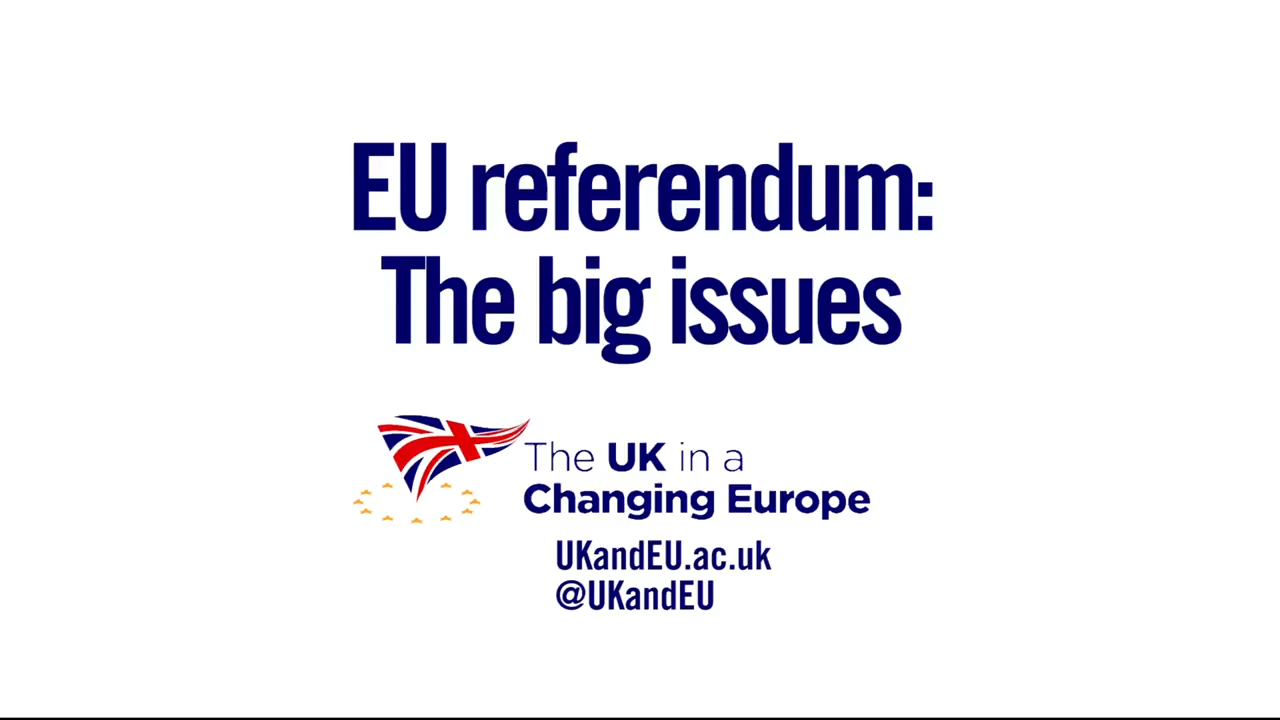 EU referendum:
The big issues
The UK in a
Changing Europe
UKandEU.ac.uk
@UKandEU